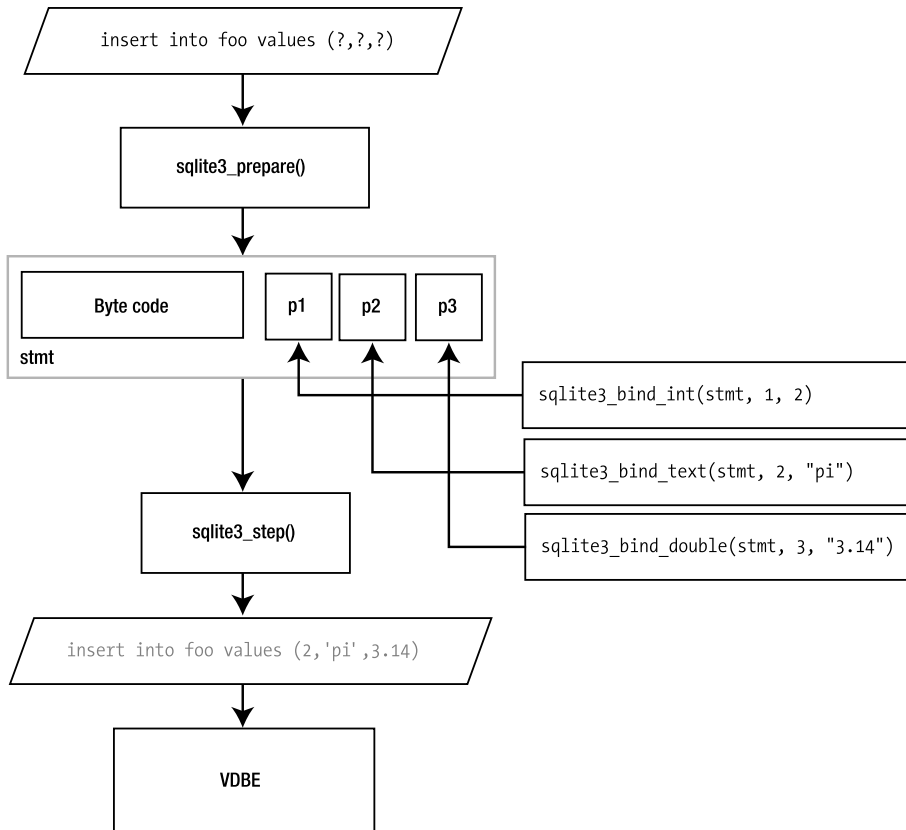 insert into foo values (?,?,?)
sqlite3_prepare()
Byte code
p1
p2
p3
stmt
sqlite3_bind_int(stmt, 1, 2)
sqlite3_bind_text(stmt, 2, "pi")
sqlite3_step()
sqlite3_bind_double(stmt, 3, "3.14")
insert into foo values (2,'pi',3.14)
VDBE